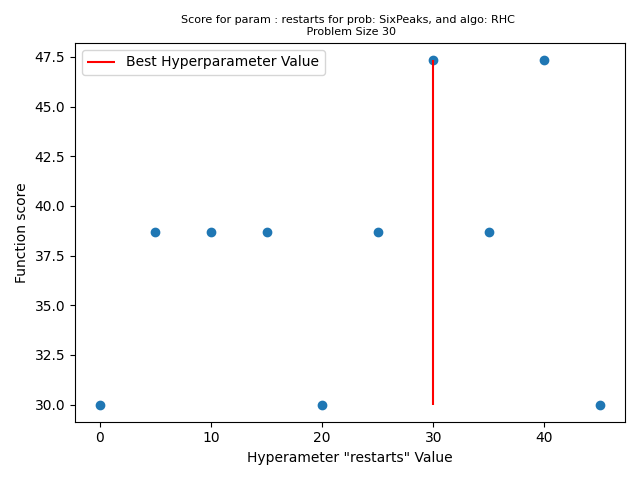 Score for param : restarts for prob: SixPeaks, and algo: RHC
Problem Size 30
Best Hyperparameter Value
Function score
47.5
45.0
42.5
40.0
37.5
35.0
32.5
30.0
0
10
20
30
40
Hyperameter "restarts" Value